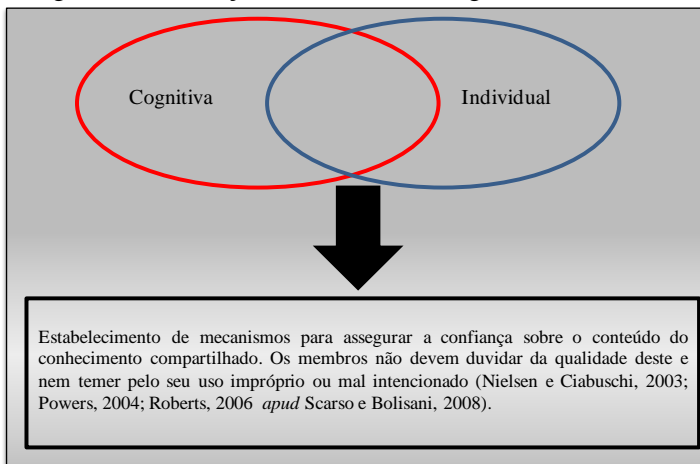 Cognitiva Individual
Estabelecimento de mecanismos para assegurar a confiança sobre o conteúdo do
conhecimento compartilhado. Os membros não devem duvidar da qualidade deste e
nem temer pelo seu uso impróprio ou mal intencionado (Nielsen e Ciabuschi, 2003;
Powers, 2004; Roberts, 2006 apud Scarso e Bolisani, 2008).